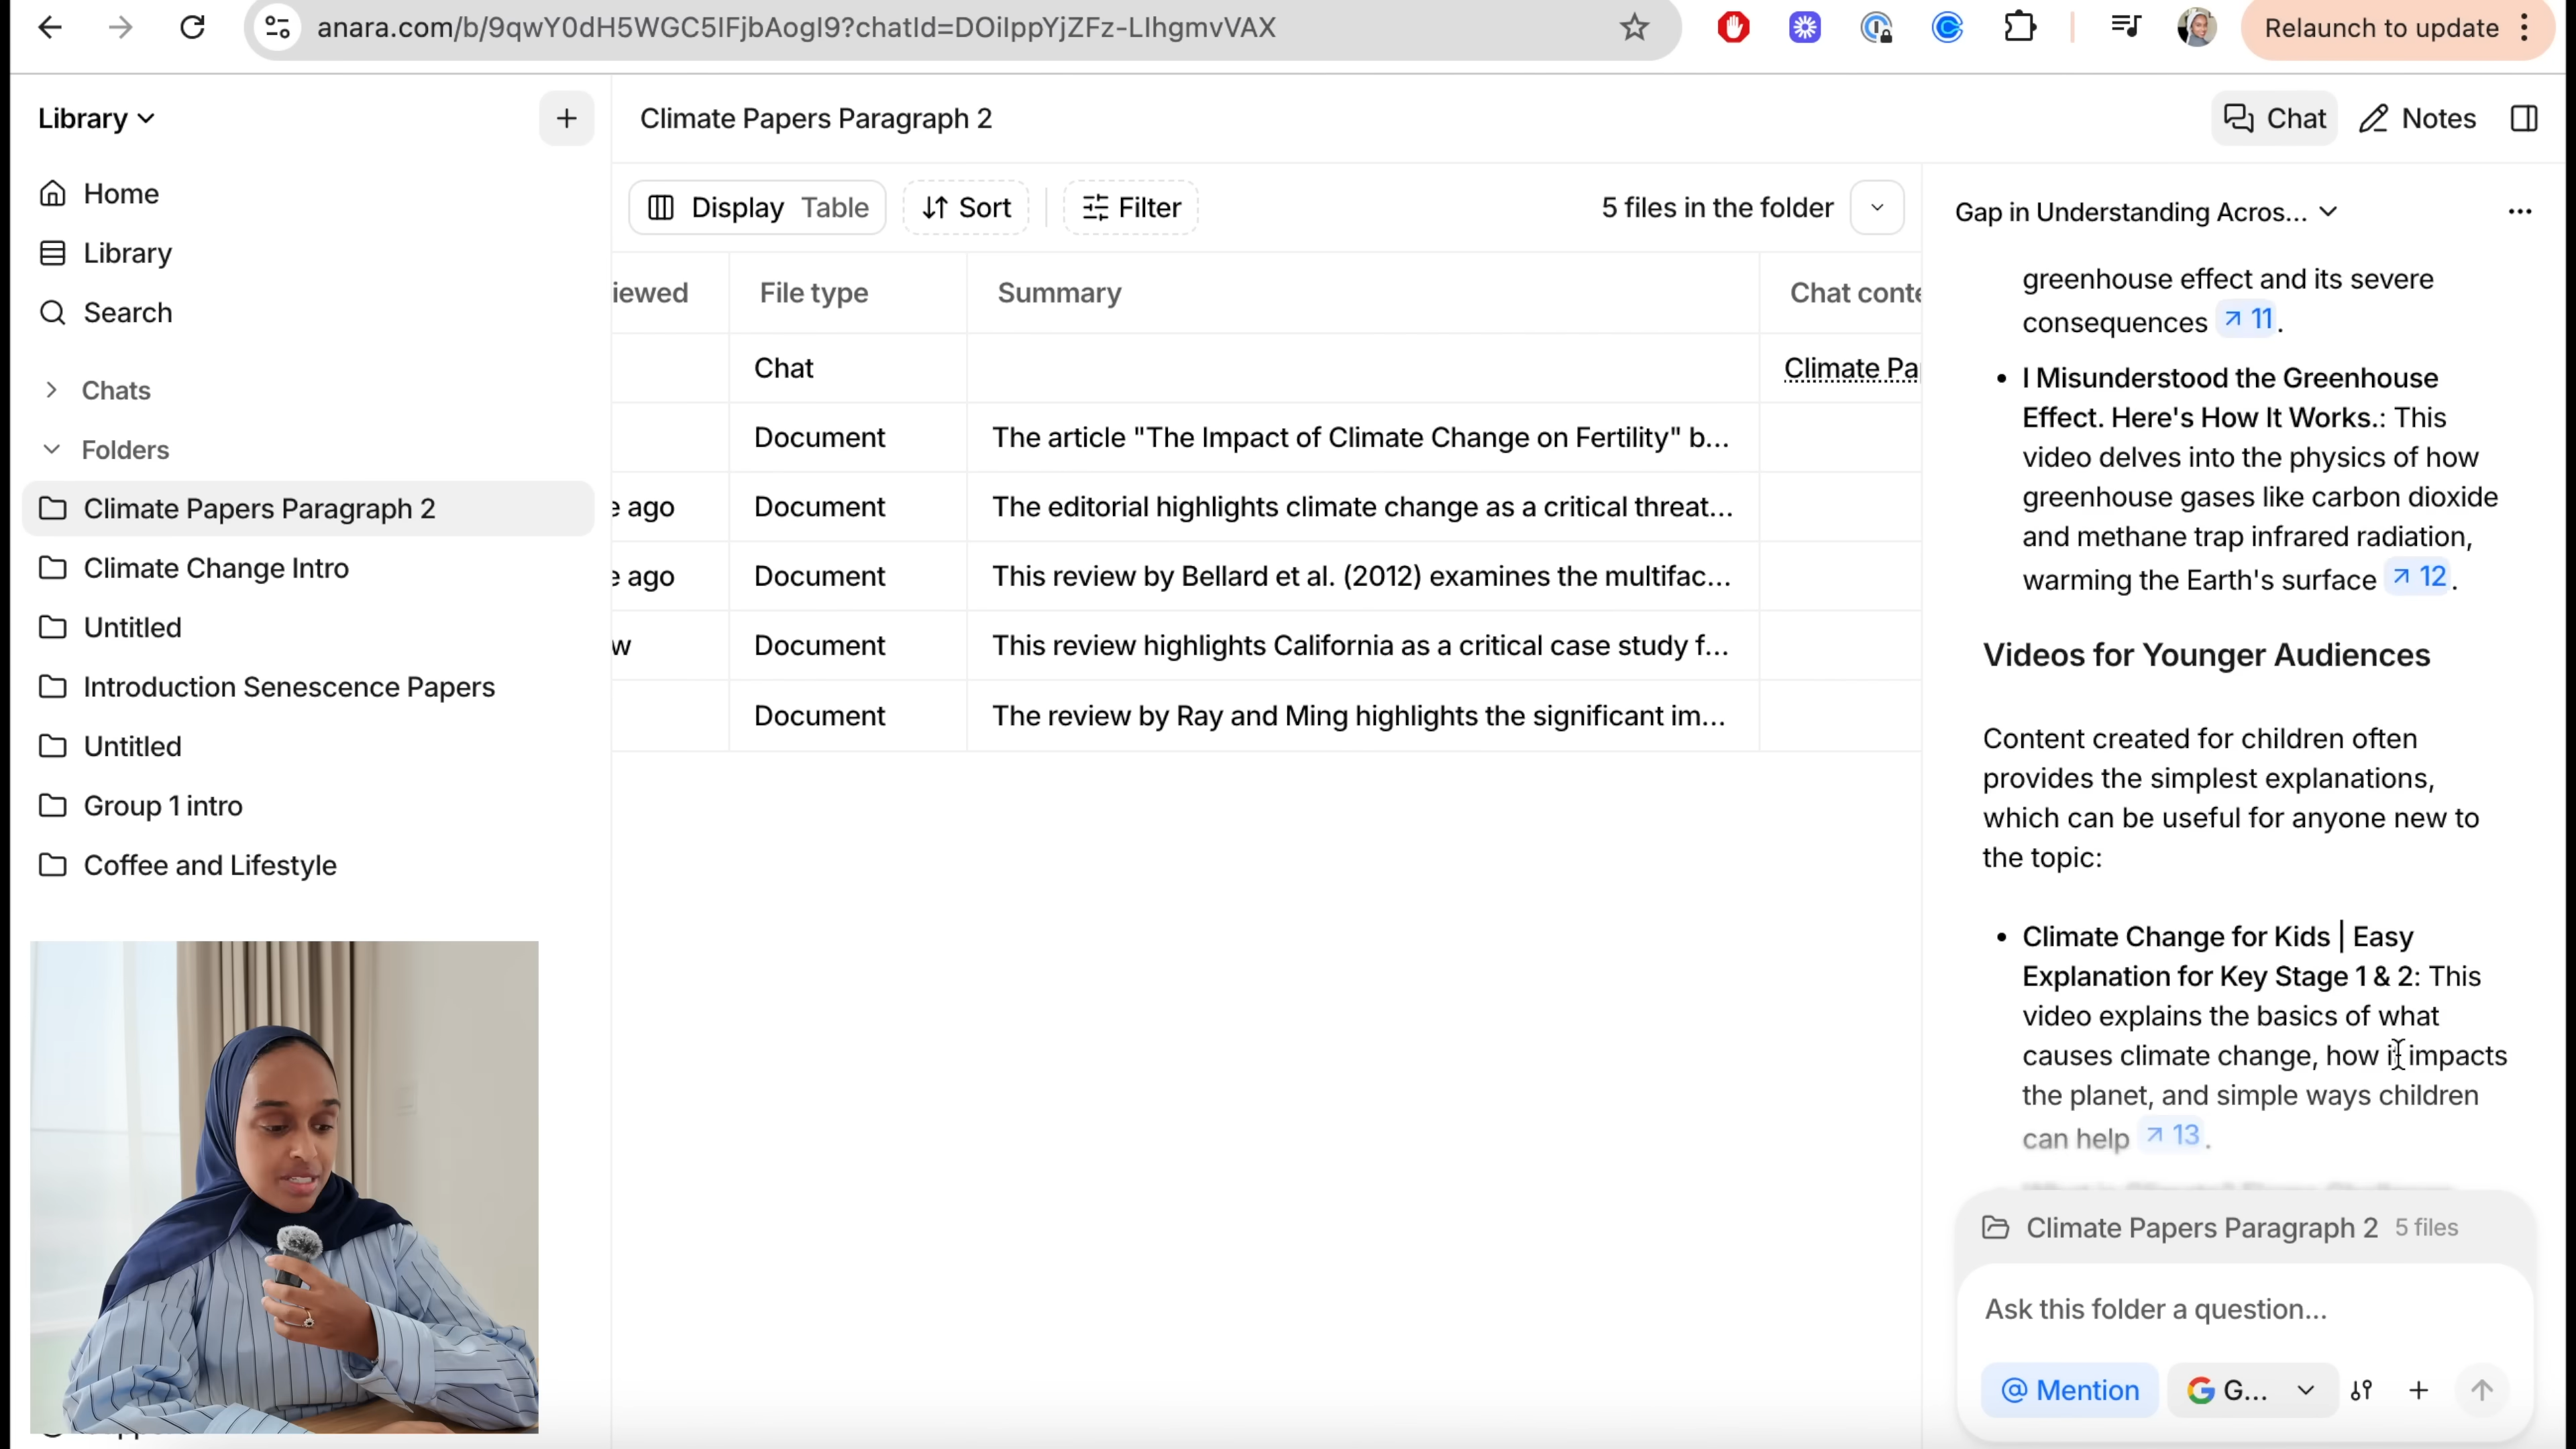 anara.com/b/9qwY0dH5WGC5IFjbAogI9?chatId=DOiIppYjZFz-LIhgmvVAX
Relaunch to update
Library
Home
Library
Search
Chats
Folders
Climate Papers Paragraph 2
Climate Change Intro
Untitled
Introduction Senescence Papers
Untitled
Group 1 intro
Coffee and Lifestyle
Climate Papers Paragraph 2
Chat
Notes
Display Table
Sort
Filter
5 files in the folder
iewed File type Summary Chat conte
Chat Climate Pa
Document The article "The Impact of Climate Change on Fertility" b...
e ago Document The editorial highlights climate change as a critical threat...
e ago Document This review by Bellard et al. (2012) examines the multifac...
w Document This review highlights California as a critical case study f...
Document The review by Ray and Ming highlights the significant im...
Gap in Understanding Acros...
greenhouse effect and its severe
consequences 11.
• I Misunderstood the Greenhouse
Effect. Here's How It Works.: This
video delves into the physics of how
greenhouse gases like carbon dioxide
and methane trap infrared radiation,
warming the Earth's surface 12.
Videos for Younger Audiences
Content created for children often
provides the simplest explanations,
which can be useful for anyone new to
the topic:
• Climate Change for Kids | Easy
Explanation for Key Stage 1 & 2: This
video explains the basics of what
causes climate change, how it impacts
the planet, and simple ways children
can help 13.
Climate Papers Paragraph 2 5 files
Ask this folder a question...
@ Mention
G...